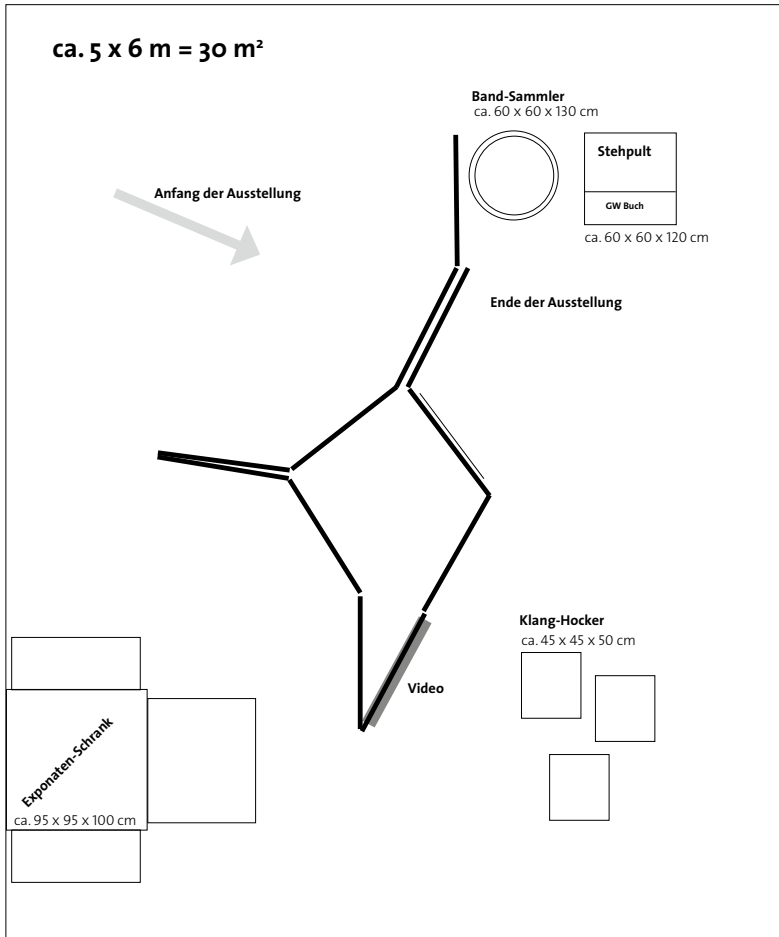 ca. 5 x 6 m = 30 m²
Band-Sammler
ca. 60 x 60 x 130 cm
Stehpult
GW Buch
ca. 60 x 60 x 120 cm
Anfang der Ausstellung
Ende der Ausstellung
Klang-Hocker
ca. 45 x 45 x 50 cm
Video
Exponaten-Schrank
ca. 95 x 95 x 100 cm